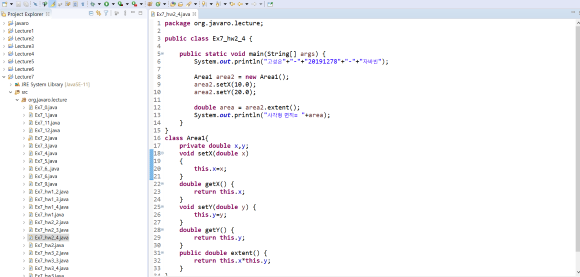 Project Explorer
javaro
Lecture1
Lecture2
Lecture3
Lecture4
Lecture5
Lecture6
Lecture7
JRE System Library [JavaSE-11]
src
org.javaro.lecture
Ex7_0.java
Ex7_1.java
Ex7_11.java
Ex7_12.java
Ex7_2.java
Ex7_3.java
Ex7_4.java
Ex7_5.java
Ex7_6.java
Ex7_8.java
Ex7_hw1_2.java
Ex7_hw1_3.java
Ex7_hw1_4.java
Ex7_hw1.java
Ex7_hw2_2.java
Ex7_hw2_3.java
Ex7_hw2_4.java
Ex7_hw2.java
Ex7_hw3_2.java
Ex7_hw3_3.java
Ex7_hw3_4.java
Ex7_hw3.java
Ex7_hw2_4.java
1 package org.javaro.lecture;
2
3 public class Ex7_hw2_4 {
4
5 public static void main(String[] args) {
6 System.out.println("고성운"+"-"+"20191278"+"-"+"자바반");
7
8 Area1 area2 = new Area1();
9 area2.setX(10.0);
10 area2.setY(20.0);
11
12 double area = area2.extent();
13 System.out.println("사각형 면적: "+area);
14 }
15 }
16 class Area1{
17 private double x,y;
18 void setX(double x)
19 {
20 this.x=x;
21 }
22 double getX() {
23 return this.x;
24 }
25 void setY(double y) {
26 this.y=y;
27 }
28 double getY() {
29 return this.y;
30 }
31 public double extent() {
32 return this.x*this.y;
33 }